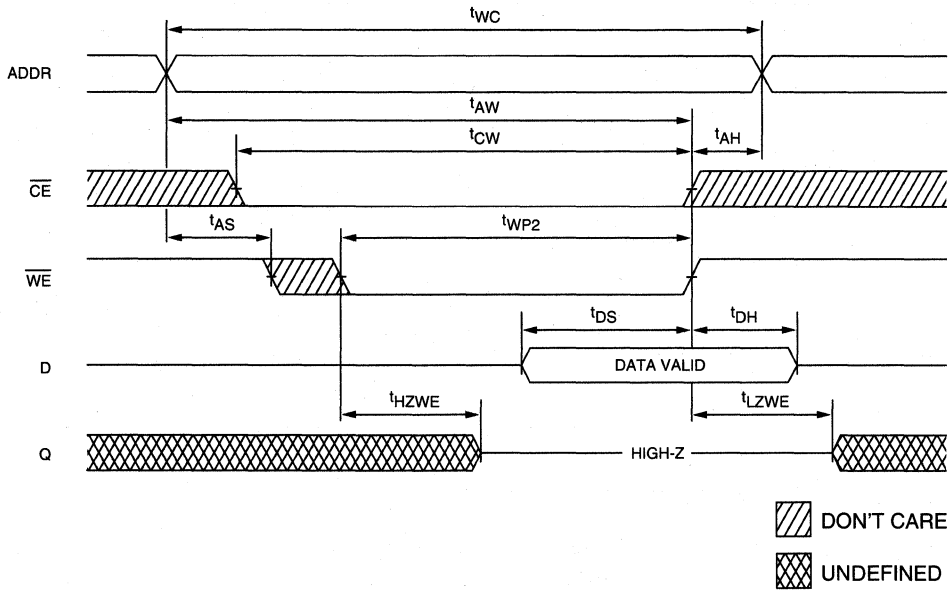 tWC
ADDR
tAW
tCW
tAH
CE
tAS
tWP2
WE
tDS
tDH
D
DATA VALID
tHZWE
tLZWE
Q
HIGH-Z
DON'T CARE
UNDEFINED